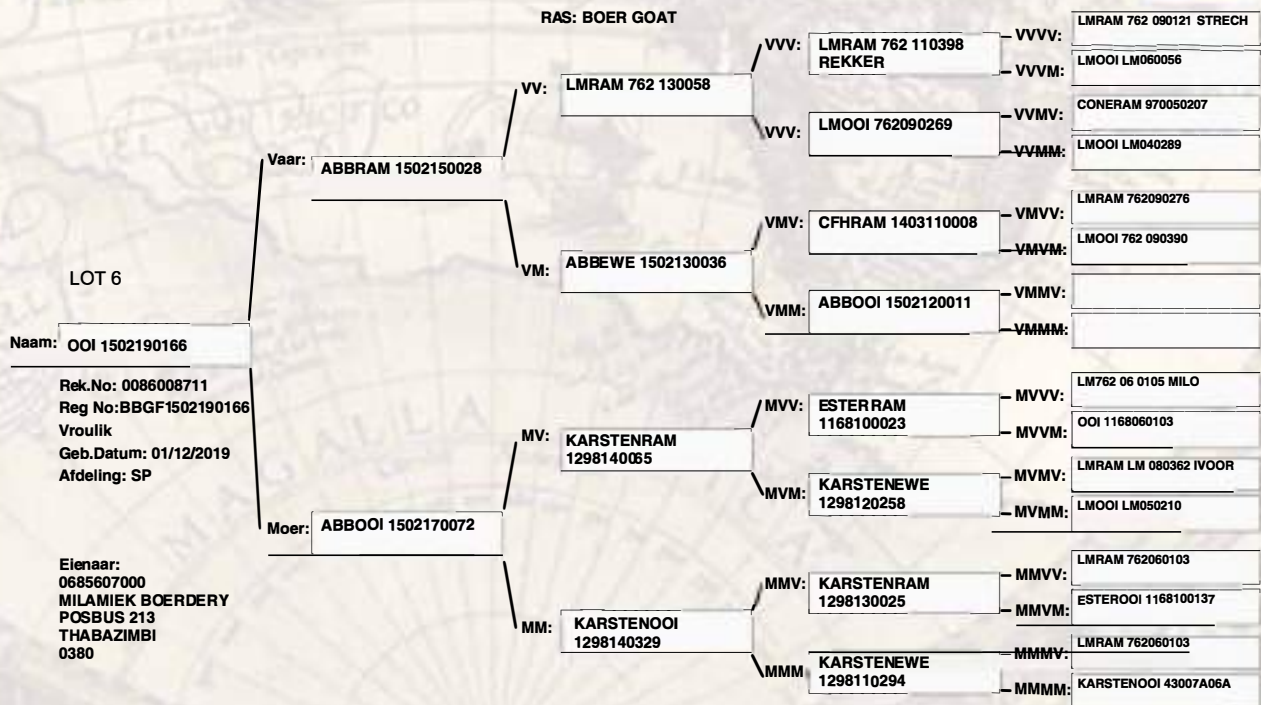 RAS: BOER GOAT
LOT 6
Naam: OOI 1502190166
Rek.No: 0086008711
Reg No:BBGF1502190166
Vroulik
Geb.Datum: 01/12/2019
Afdeling: SP
Eienaar:
0685607000
MILAMIEK BOERDERY
POSBUS 213
THABAZIMBI
0380
Vaar: ABBRAM 1502150028
Moer: ABBOOI 1502170072
VV: LMRAM 762 130058
VM: ABBEWE 1502130036
MV: KARSTENRAM
1298140065
MM: KARSTENOOI
1298140329
VVV: LMRAM 762 110398
REKKER
VVV: LMOOI 762090269
VMV: CFHRAM 1403110008
VMM: ABBOOI 1502120011
MVV: ESTERRAM
1168100023
MVM: KARSTENEWE
1298120258
MMV: KARSTENRAM
1298130025
MMM KARSTENEWE
1298110294
VVVV: LMRAM 762 090121 STRECH
VVVM: LMOOI LM060056
VVMV: CONERAM 970050207
VVMM: LMOOI LM040289
VMVV: LMRAM 762090276
VMVM: LMOOI 762 090390
VMMV:
VMMM:
MVVV: LM762 06 0105 MILO
MVVM: OOI 1168060103
MVMV: LMRAM LM 080362 IVOOR
MVMM: LMOOI LM050210
MMVV: LMRAM 762060103
MMVM: ESTEROOI 1168100137
MMMV: LMRAM 762060103
MMMM: KARSTENOOI 43007A06A